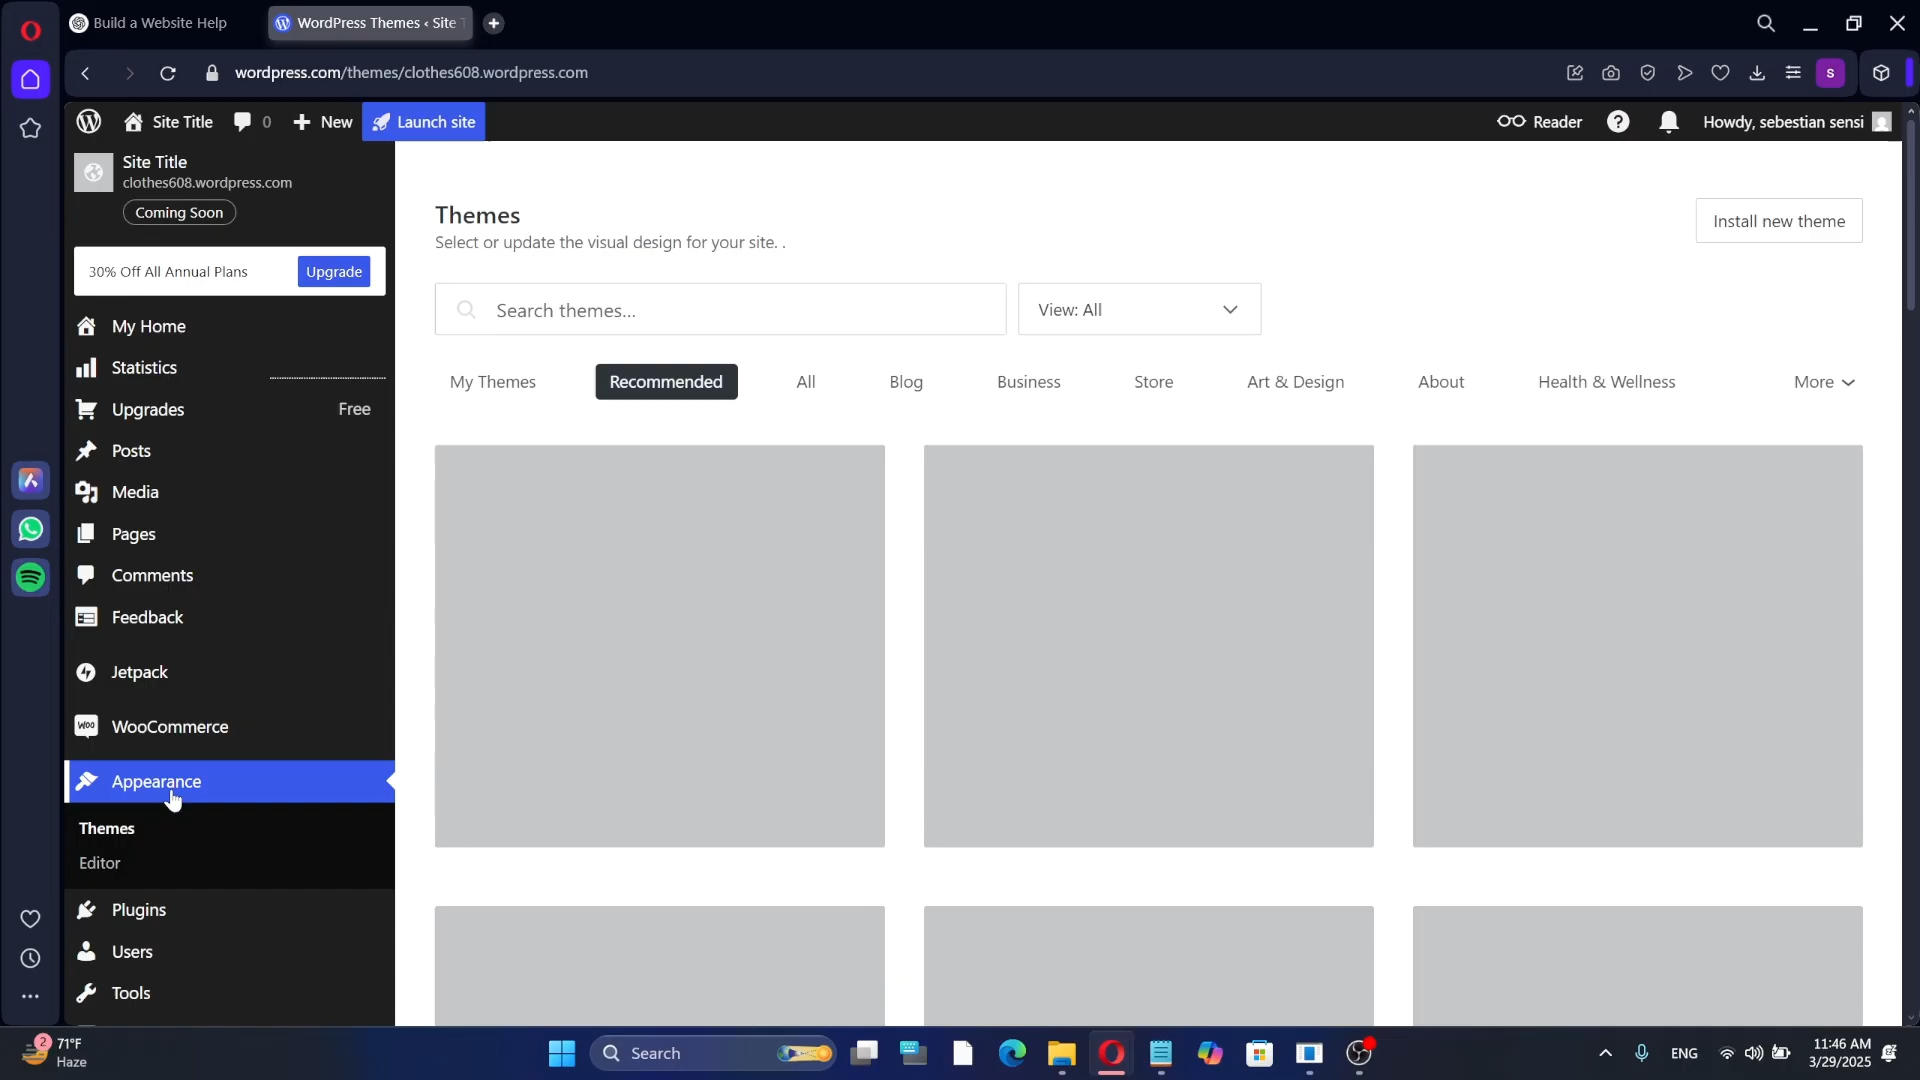 Build a Website Help
WordPress Themes ‹ Site T
wordpress.com/themes/clothes608.wordpress.com
S
Site Title
0
New
Launch site
Reader
Howdy, sebestian sensi
Site Title
clothes608.wordpress.com
Coming Soon
30% Off All Annual Plans
Upgrade
My Home
Statistics
Upgrades
Free
Posts
Media
Pages
Comments
Feedback
Jetpack
WOO
WooCommerce
Appearance
Themes
Editor
Plugins
Users
Tools
Themes
Select or update the visual design for your site. .
Install new theme
Search themes...
View: All
My Themes
Recommended
All
Blog
Business
Store
Art & Design
About
Health & Wellness
More
2
71°F
Haze
Search
ENG
11:46 AM
3/29/2025